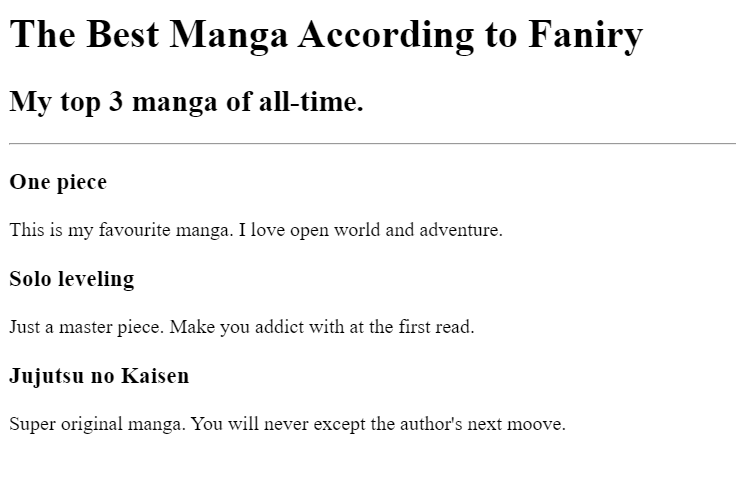 The Best Manga According to Faniry
My top 3 manga of all-time.
One piece
This is my favourite manga. I love open world and adventure.
Solo leveling
Just a master piece. Make you addict with at the first read.
Jujutsu no Kaisen
Super original manga. You will never except the author's next moove.